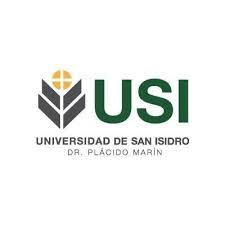 USI
UNIVERSIDAD DE SAN ISIDRO
DR. PLÁCIDO MARÍN